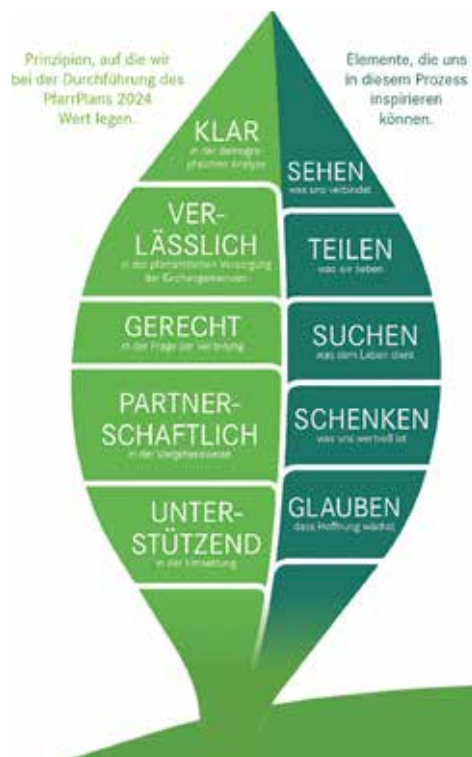 Prinzipien, auf die wir
bei der Durchführung des
PfarrPlans 2024
Wert legen.
Elemente, die uns
in diesem Prozess
inspirieren
können.
KLAR
in der demogra-
phischen Analyse
VER-
LÄSSLICH
in der pfarramtlichen Versorgung
der Kirchengemeinden
GERECHT
in der Frage der Verteilung
PARTNER-
SCHAFTLICH
in der Vorgehensweise
UNTER-
STÜTZEND
in der Umsetzung
SEHEN
was uns verbindet
TEILEN
was wir lieben
SUCHEN
was dem Leben dient
SCHENKEN
was uns wertvoll ist
GLAUBEN
dass Hoffnung wächst